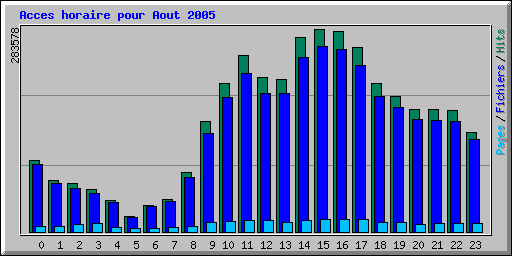 Acces horaire pour Aout 2005
283578
Pages / Fichiers / Hits
0 1 2 3 4 5 6 7 8 9 10 11 12 13 14 15 16 17 18 19 20 21 22 23